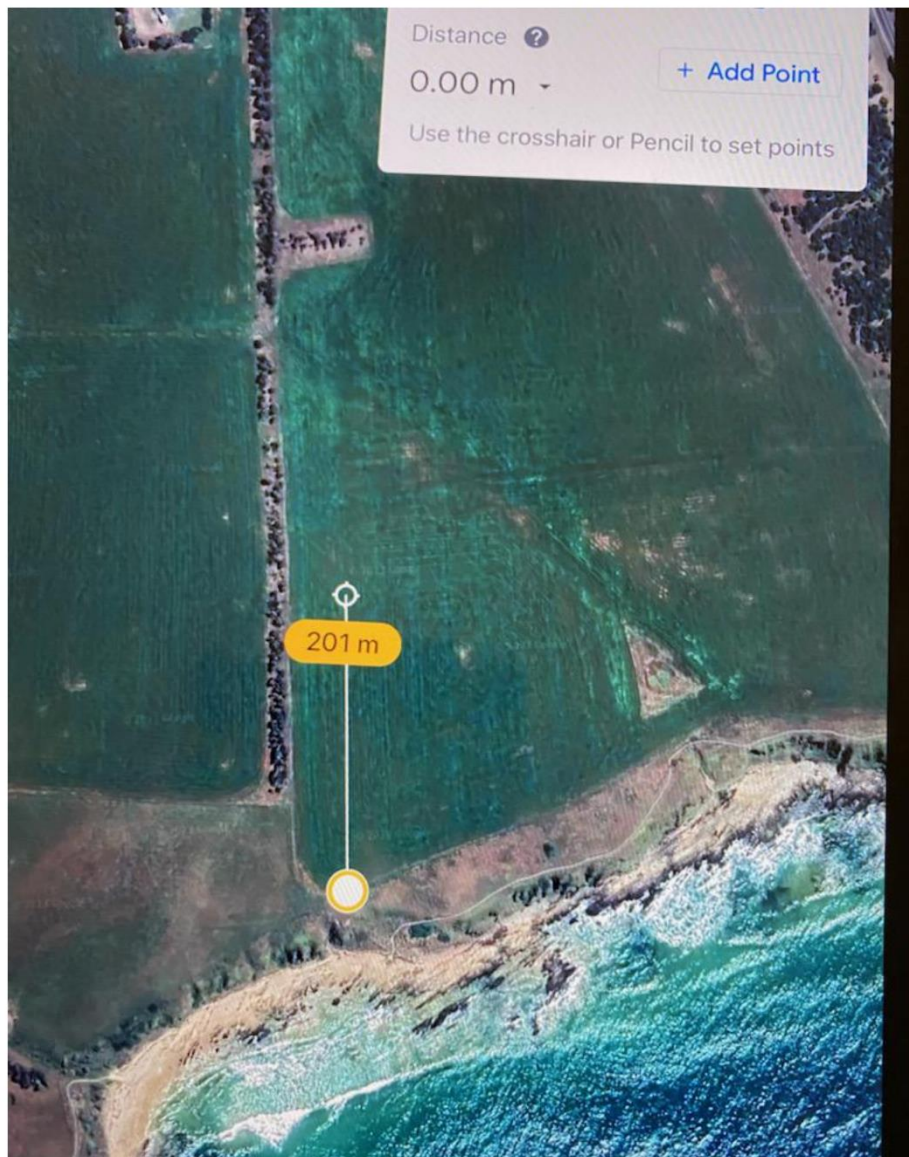 Distance ?
0.00 m
+ Add Point
Use the crosshair or Pencil to set points
201 m